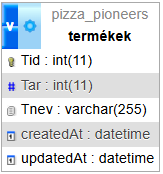 v pizza_pioneers
termékek
Tid : int(11)
# Tar : int(11)
Tnev : varchar(255)
createdAt : datetime
updatedAt : datetime